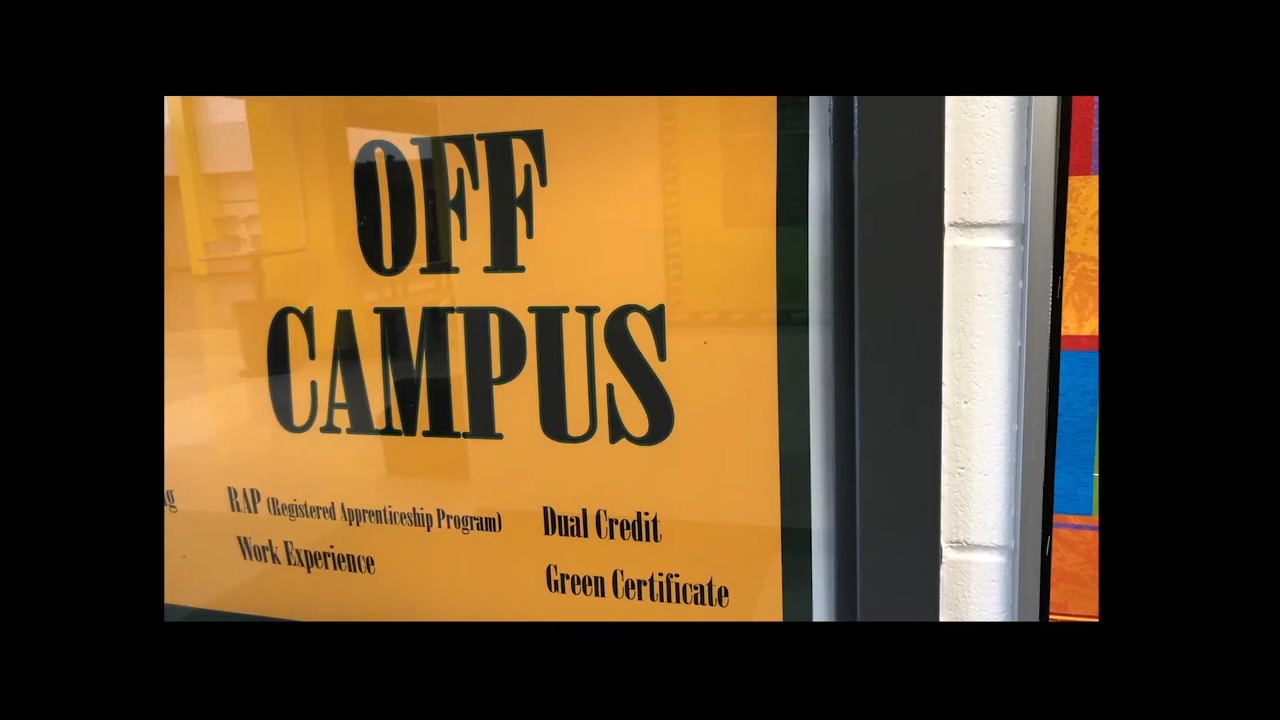 OFF
CAMPUS
RAP (Registered Apprenticeship Program)
Dual Credit
Work Experience
Green Certificate